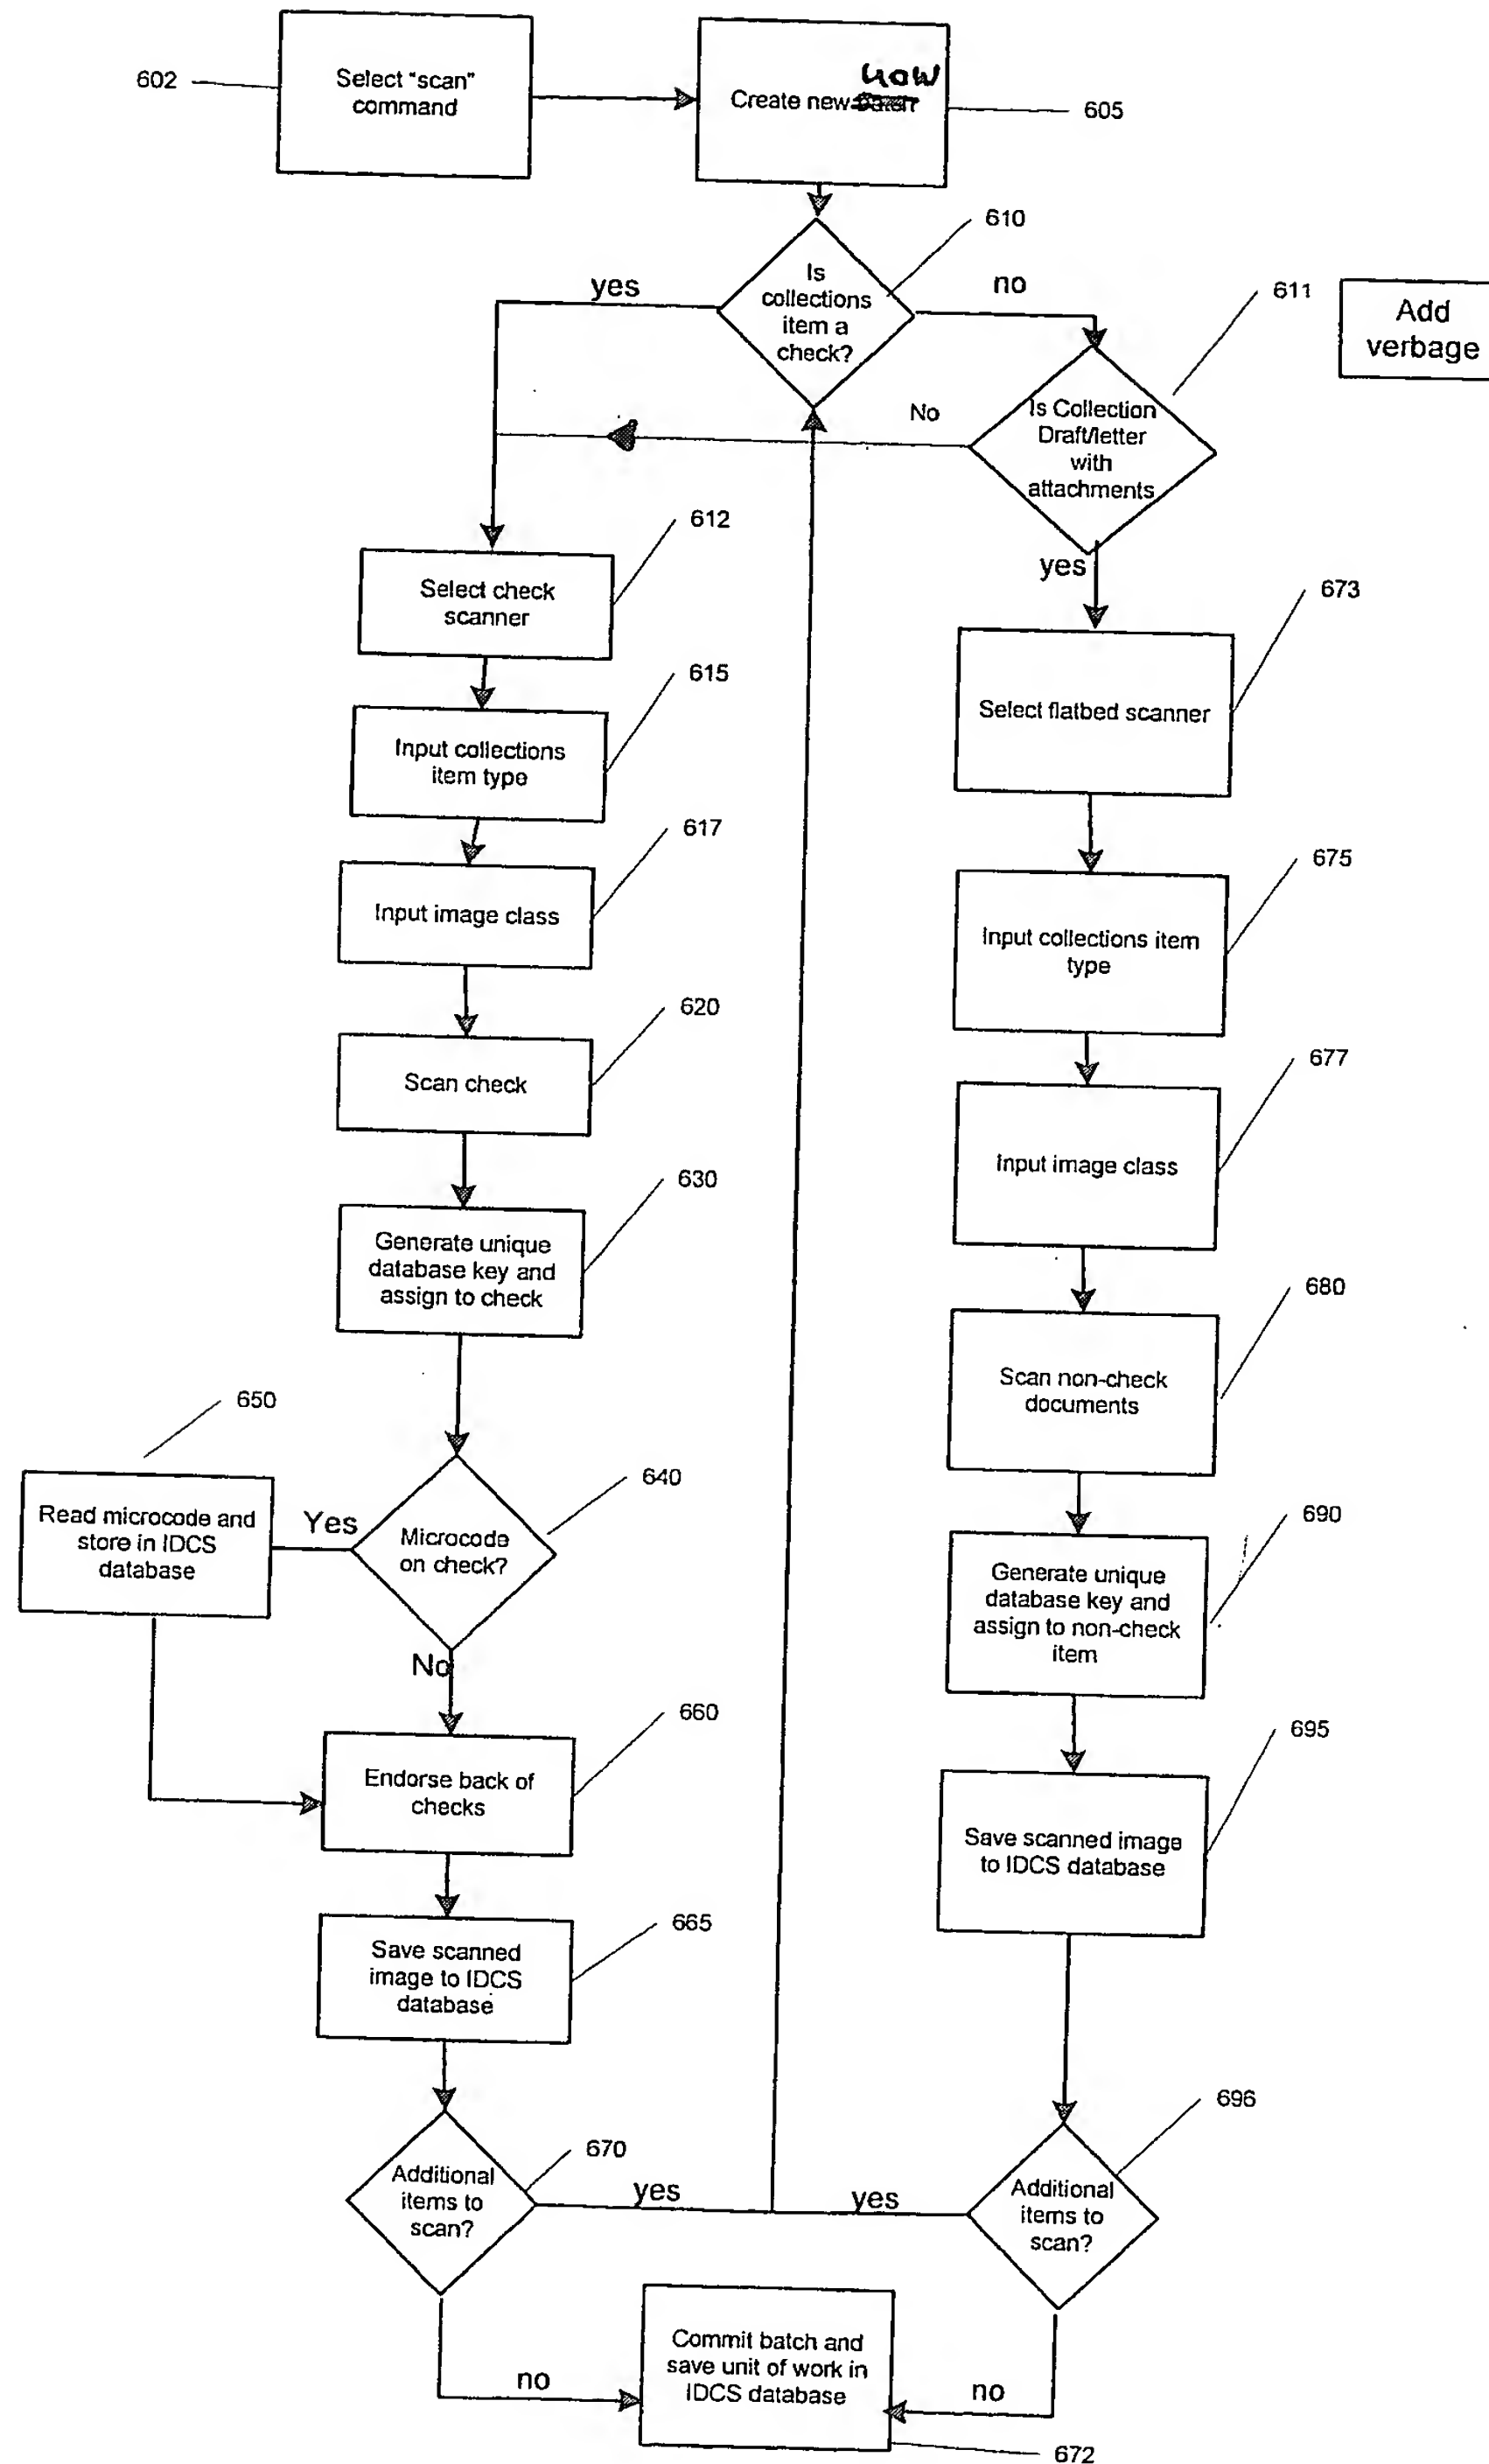 602
Select "scan"
command
UOW
Create new batch
605
610
Is
collections
item a
check?
yes
no
611
Add
verbage
No
Is Collection
Draft/letter
with
attachments
612
Select check
scanner
yes
673
Select flatbed scanner
615
Input collections
item type
617
Input image class
675
Input collections item
type
620
Scan check
677
Input image class
630
Generate unique
database key and
assign to check
680
Scan non-check
documents
650
Read microcode and
store in IDCS
database
Yes
640
Microcode
on check?
No
690
Generate unique
database key and
assign to non-check
item
660
Endorse back of
checks
695
Save scanned image
to IDCS database
665
Save scanned
image to IDCS
database
670
Additional
items to
scan?
yes
yes
696
Additional
items to
scan?
no
Commit batch and
save unit of work in
IDCS database
no
672